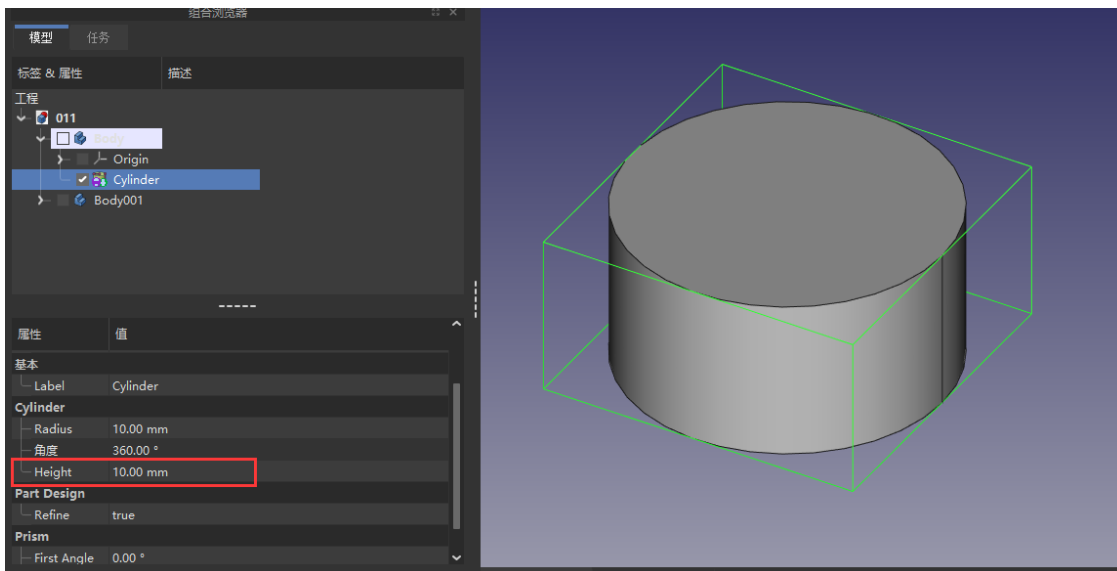 组合浏览器
模型 任务
标签 & 属性 描述
工程
011
Body
Origin
Cylinder
Body001
属性 值
基本
Label Cylinder
Cylinder
Radius 10.00 mm
角度 360.00 °
Height 10.00 mm
Part Design
Refine true
Prism
First Angle 0.00 °